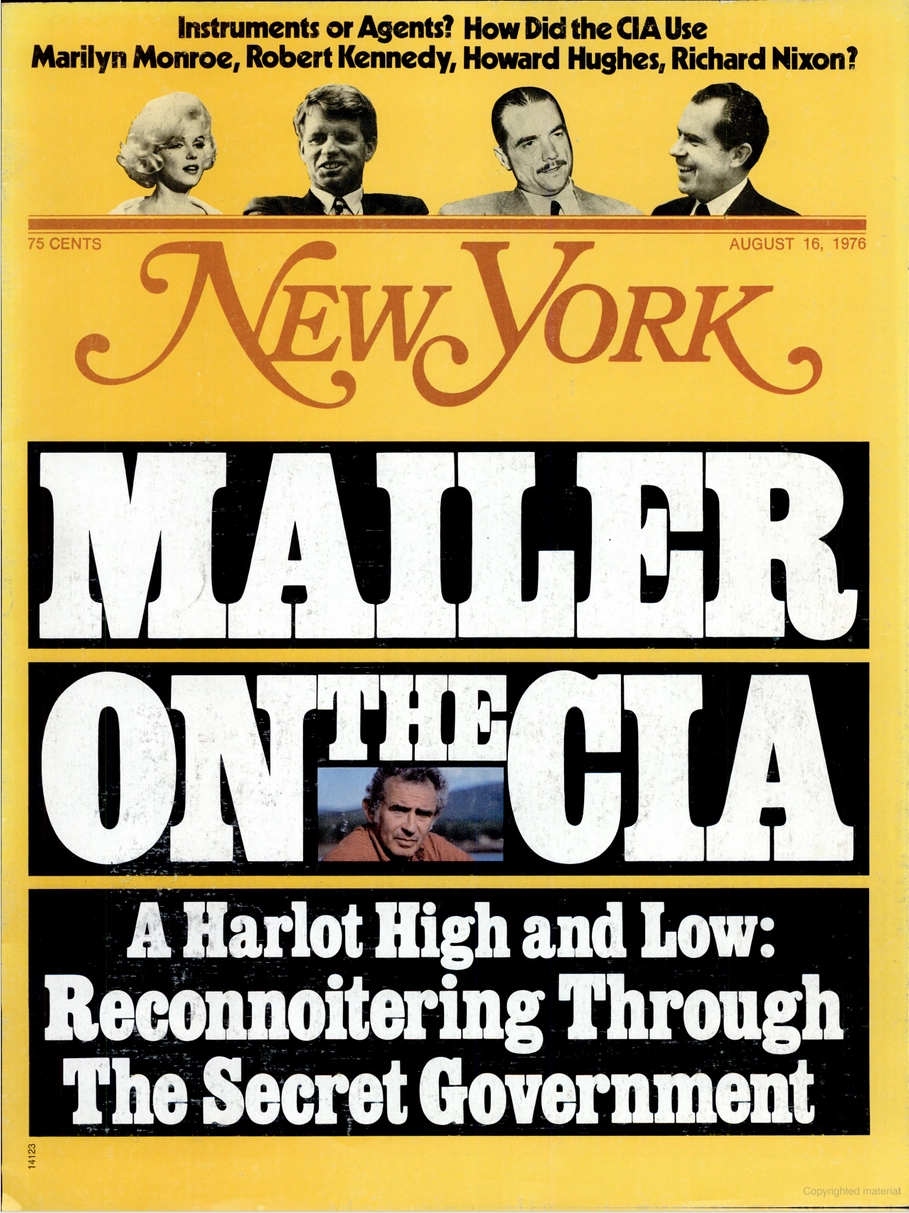 Instruments or Agents? How Did the CIA Use
Marilyn Monroe, Robert Kennedy, Howard Hughes, Richard Nixon?
75 CENTS
AUGUST 16, 1976
NEW YORK
MAILER
ON THE CIA
A Harlot High and Low:
Reconnoitering Through
The Secret Government
14123
Copyrighted material